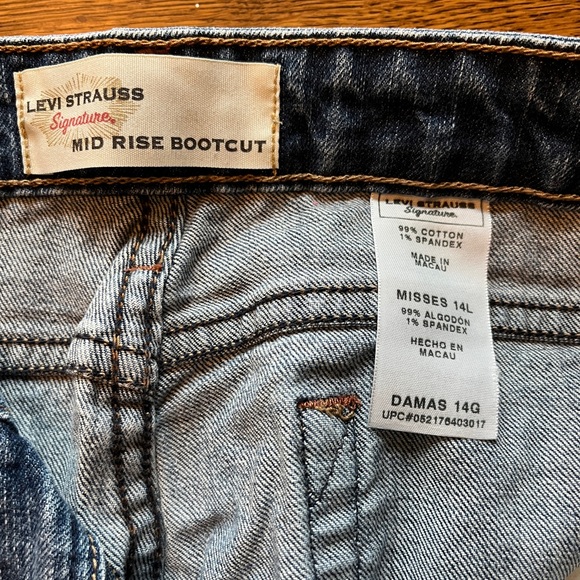 LEVI STRAUSS
Signature.
MID RISE BOOTCUT
LEVI STRAUSS
Signature.
99% COTTON
1% SPANDEX
MADE IN
MACAU
MISSES 14L
99% ALGODÓN
1% SPANDEX
HECHO EN
MACAU
DAMAS 14G
UPC#052176403017